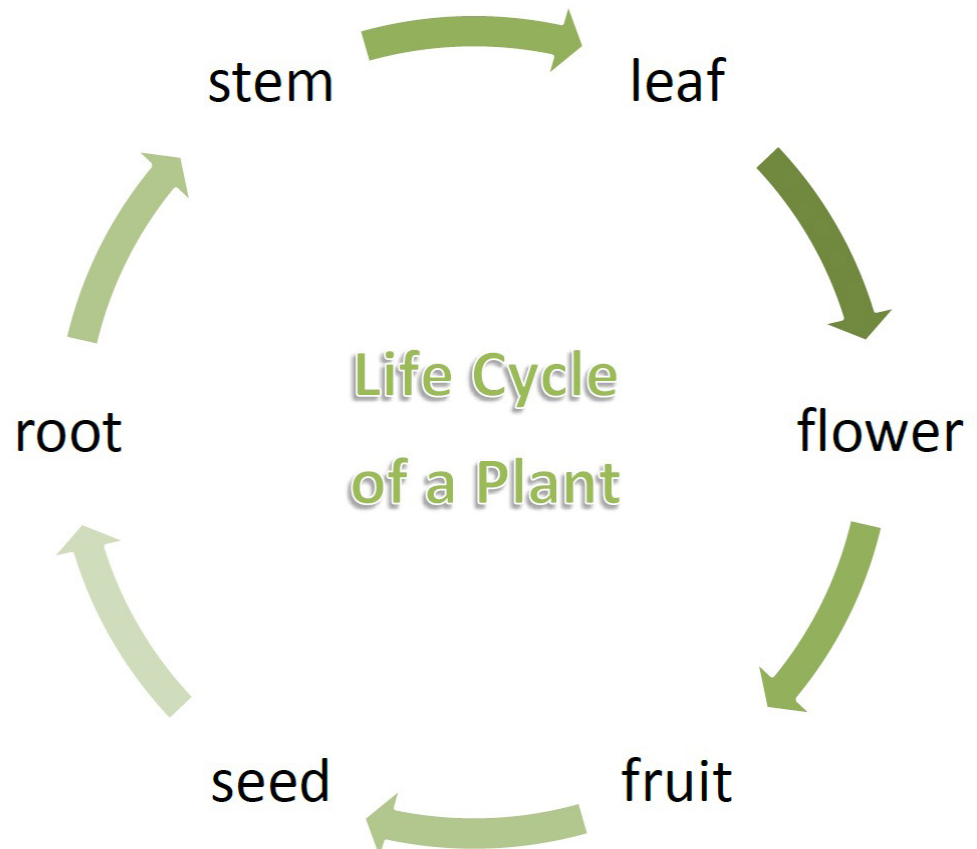 stem
leaf
Life Cycle
of a Plant
root
flower
seed
fruit